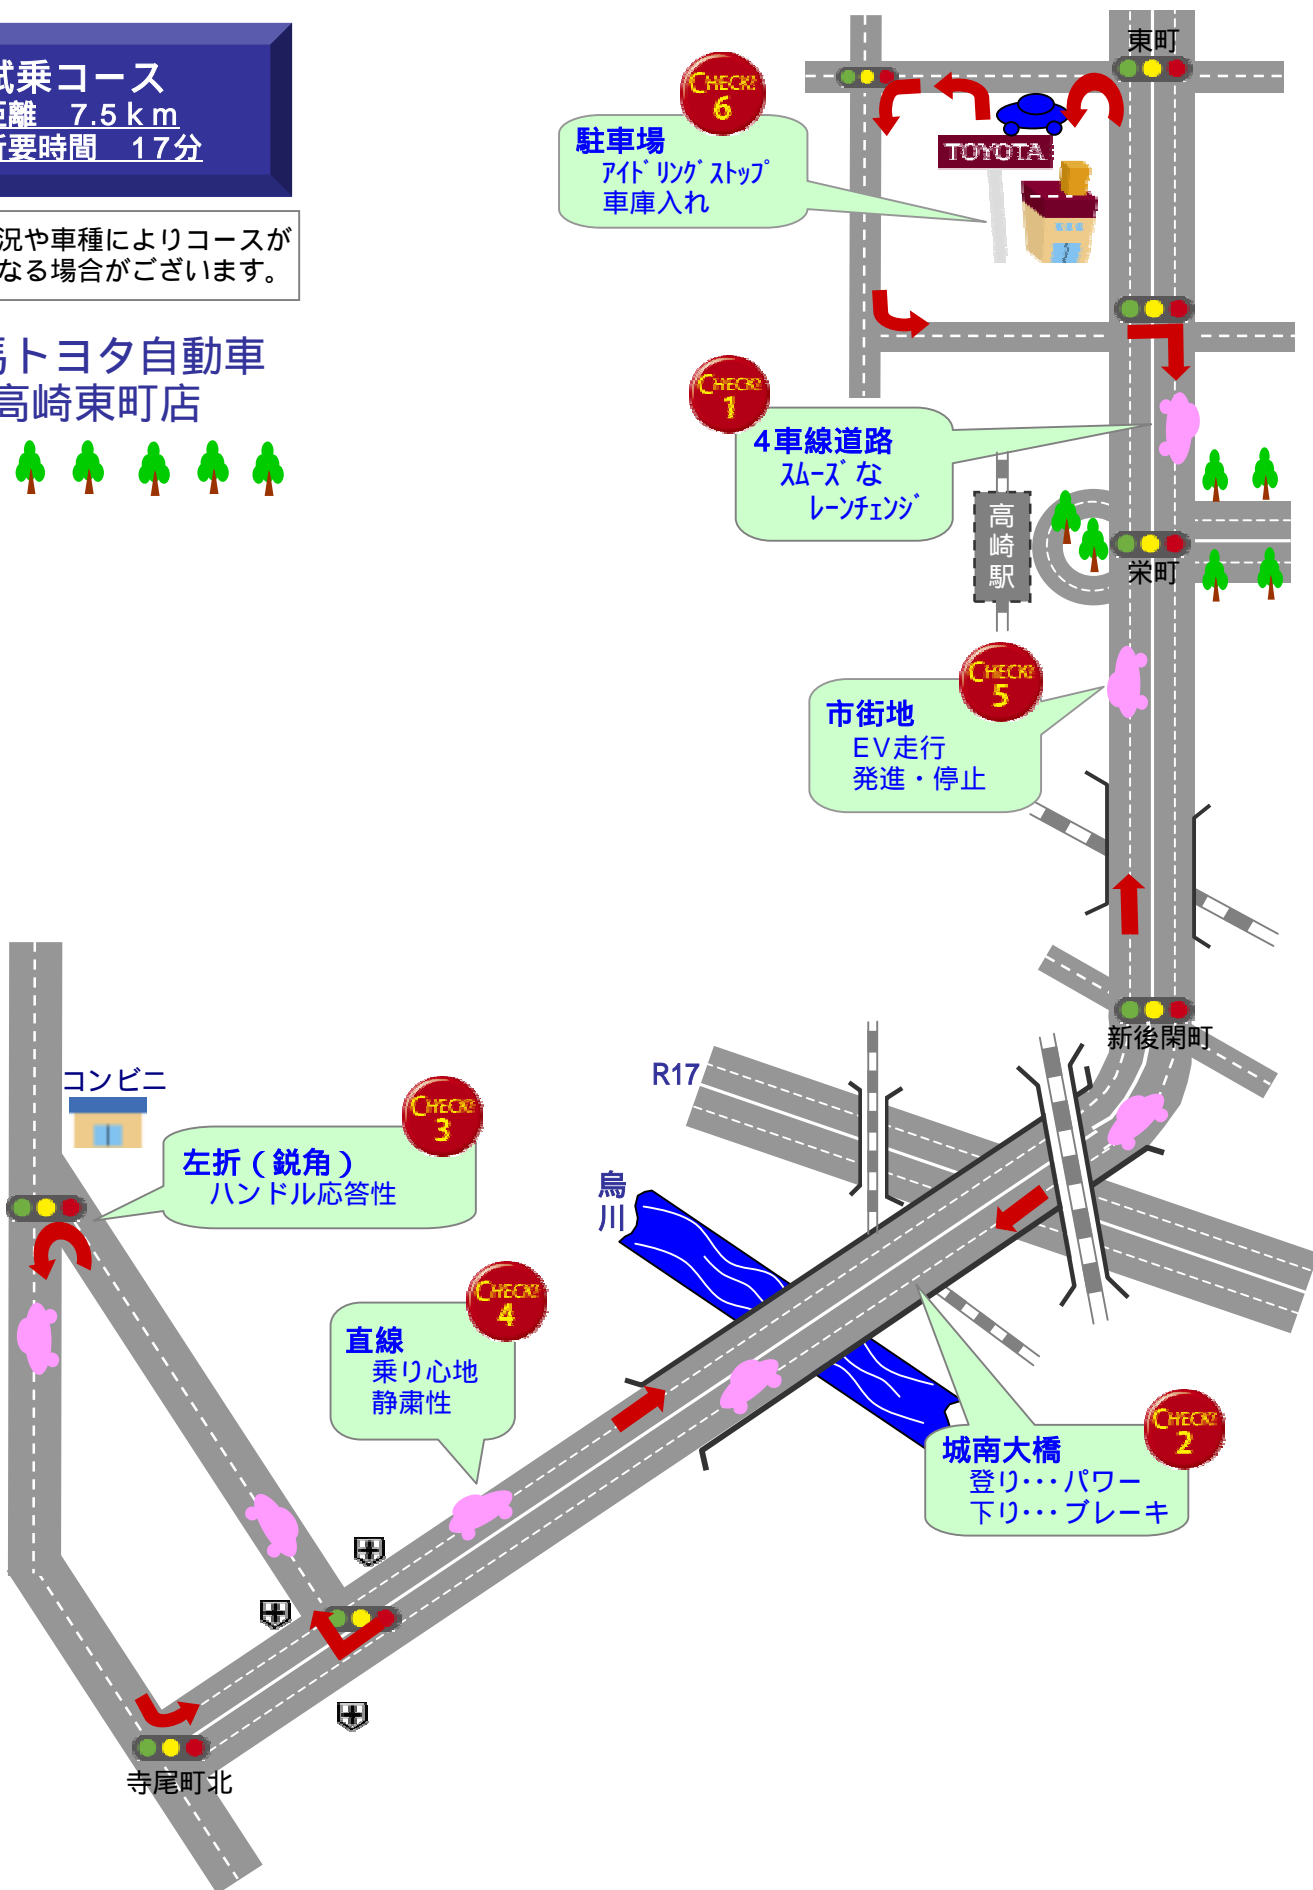 試乗コース
距離 7.5ｋｍ
所要時間 17分
況や車種によりコースが
なる場合がございます。
馬トヨタ自動車
高崎東町店
東町
CHECK!
6
駐車場
ｱｲﾄﾞﾘﾝｸﾞｽﾄｯﾌﾟ
車庫入れ
TOYOTA
CHECK!
1
4車線道路
ｽﾑｰｽﾞな
ﾚｰﾝﾁｪﾝｼﾞ
高崎駅
栄町
CHECK!
5
市街地
EV走行
発進・停止
新後閑町
R17
コンビニ
CHECK!
3
左折（鋭角）
ハンドル応答性
烏川
CHECK!
4
直線
乗り心地
静粛性
CHECK!
2
城南大橋
登り･･･パワー
下り･･･ブレーキ
寺尾町北